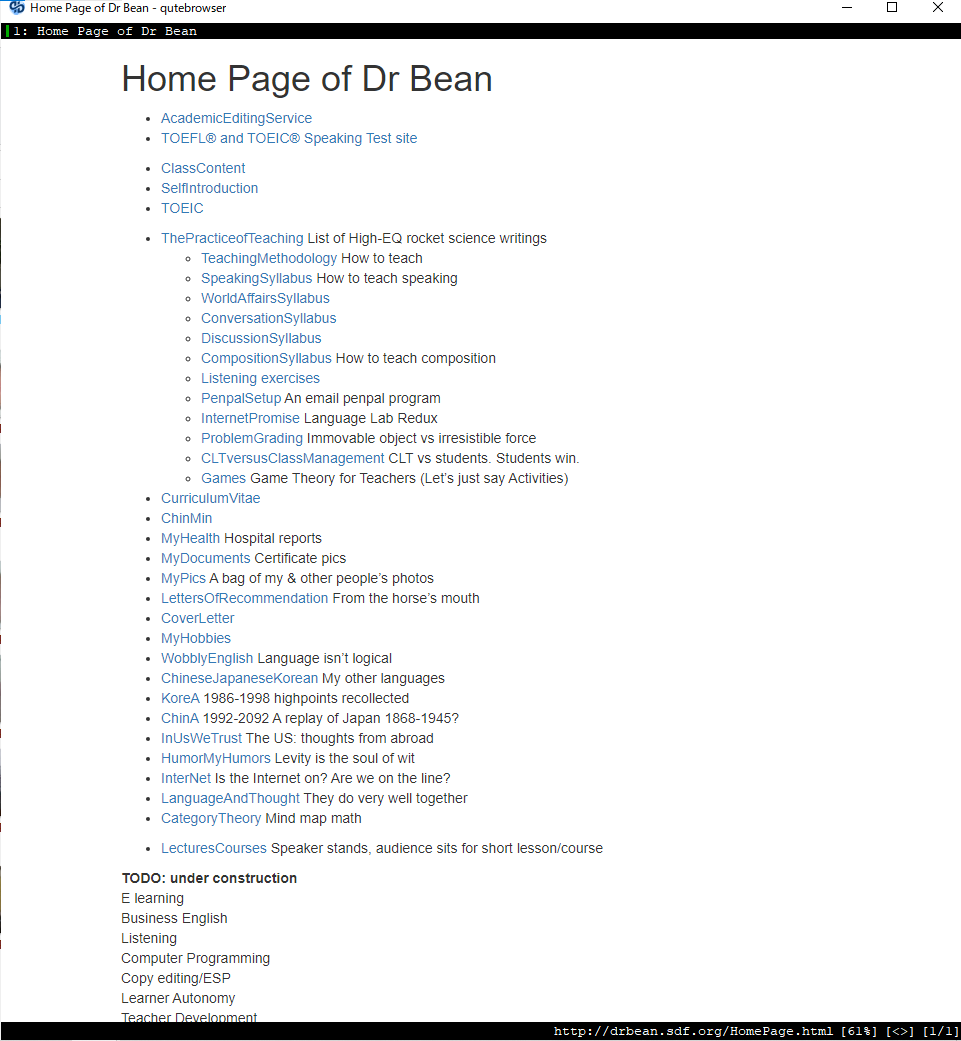 Home Page of Dr Bean - qutebrowser
1: Home Page of Dr Bean
Home Page of Dr Bean
AcademicEditingService
TOEFL® and TOEIC® Speaking Test site
ClassContent
SelfIntroduction
TOEIC
ThePracticeofTeaching List of High-EQ rocket science writings
TeachingMethodology How to teach
SpeakingSyllabus How to teach speaking
WorldAffairsSyllabus
ConversationSyllabus
DiscussionSyllabus
CompositionSyllabus How to teach composition
Listening exercises
PenpalSetup An email penpal program
InternetPromise Language Lab Redux
ProblemGrading Immovable object vs irresistible force
CLTversusClassManagement CLT vs students. Students win.
Games Game Theory for Teachers (Let’s just say Activities)
CurriculumVitae
ChinMin
MyHealth Hospital reports
MyDocuments Certificate pics
MyPics A bag of my & other people’s photos
LettersOfRecommendation From the horse’s mouth
CoverLetter
MyHobbies
WobblyEnglish Language isn’t logical
ChineseJapaneseKorean My other languages
KoreA 1986-1998 highpoints recollected
ChinA 1992-2092 A replay of Japan 1868-1945?
InUsWeTrust The US: thoughts from abroad
HumorMyHumors Levity is the soul of wit
InterNet Is the Internet on? Are we on the line?
LanguageAndThought They do very well together
CategoryTheory Mind map math
LecturesCourses Speaker stands, audience sits for short lesson/course
TODO: under construction
E learning
Business English
Listening
Computer Programming
Copy editing/ESP
Learner Autonomy
Teacher Development
http://drbean.sdf.org/HomePage.html [61%] [<>] [1/1]